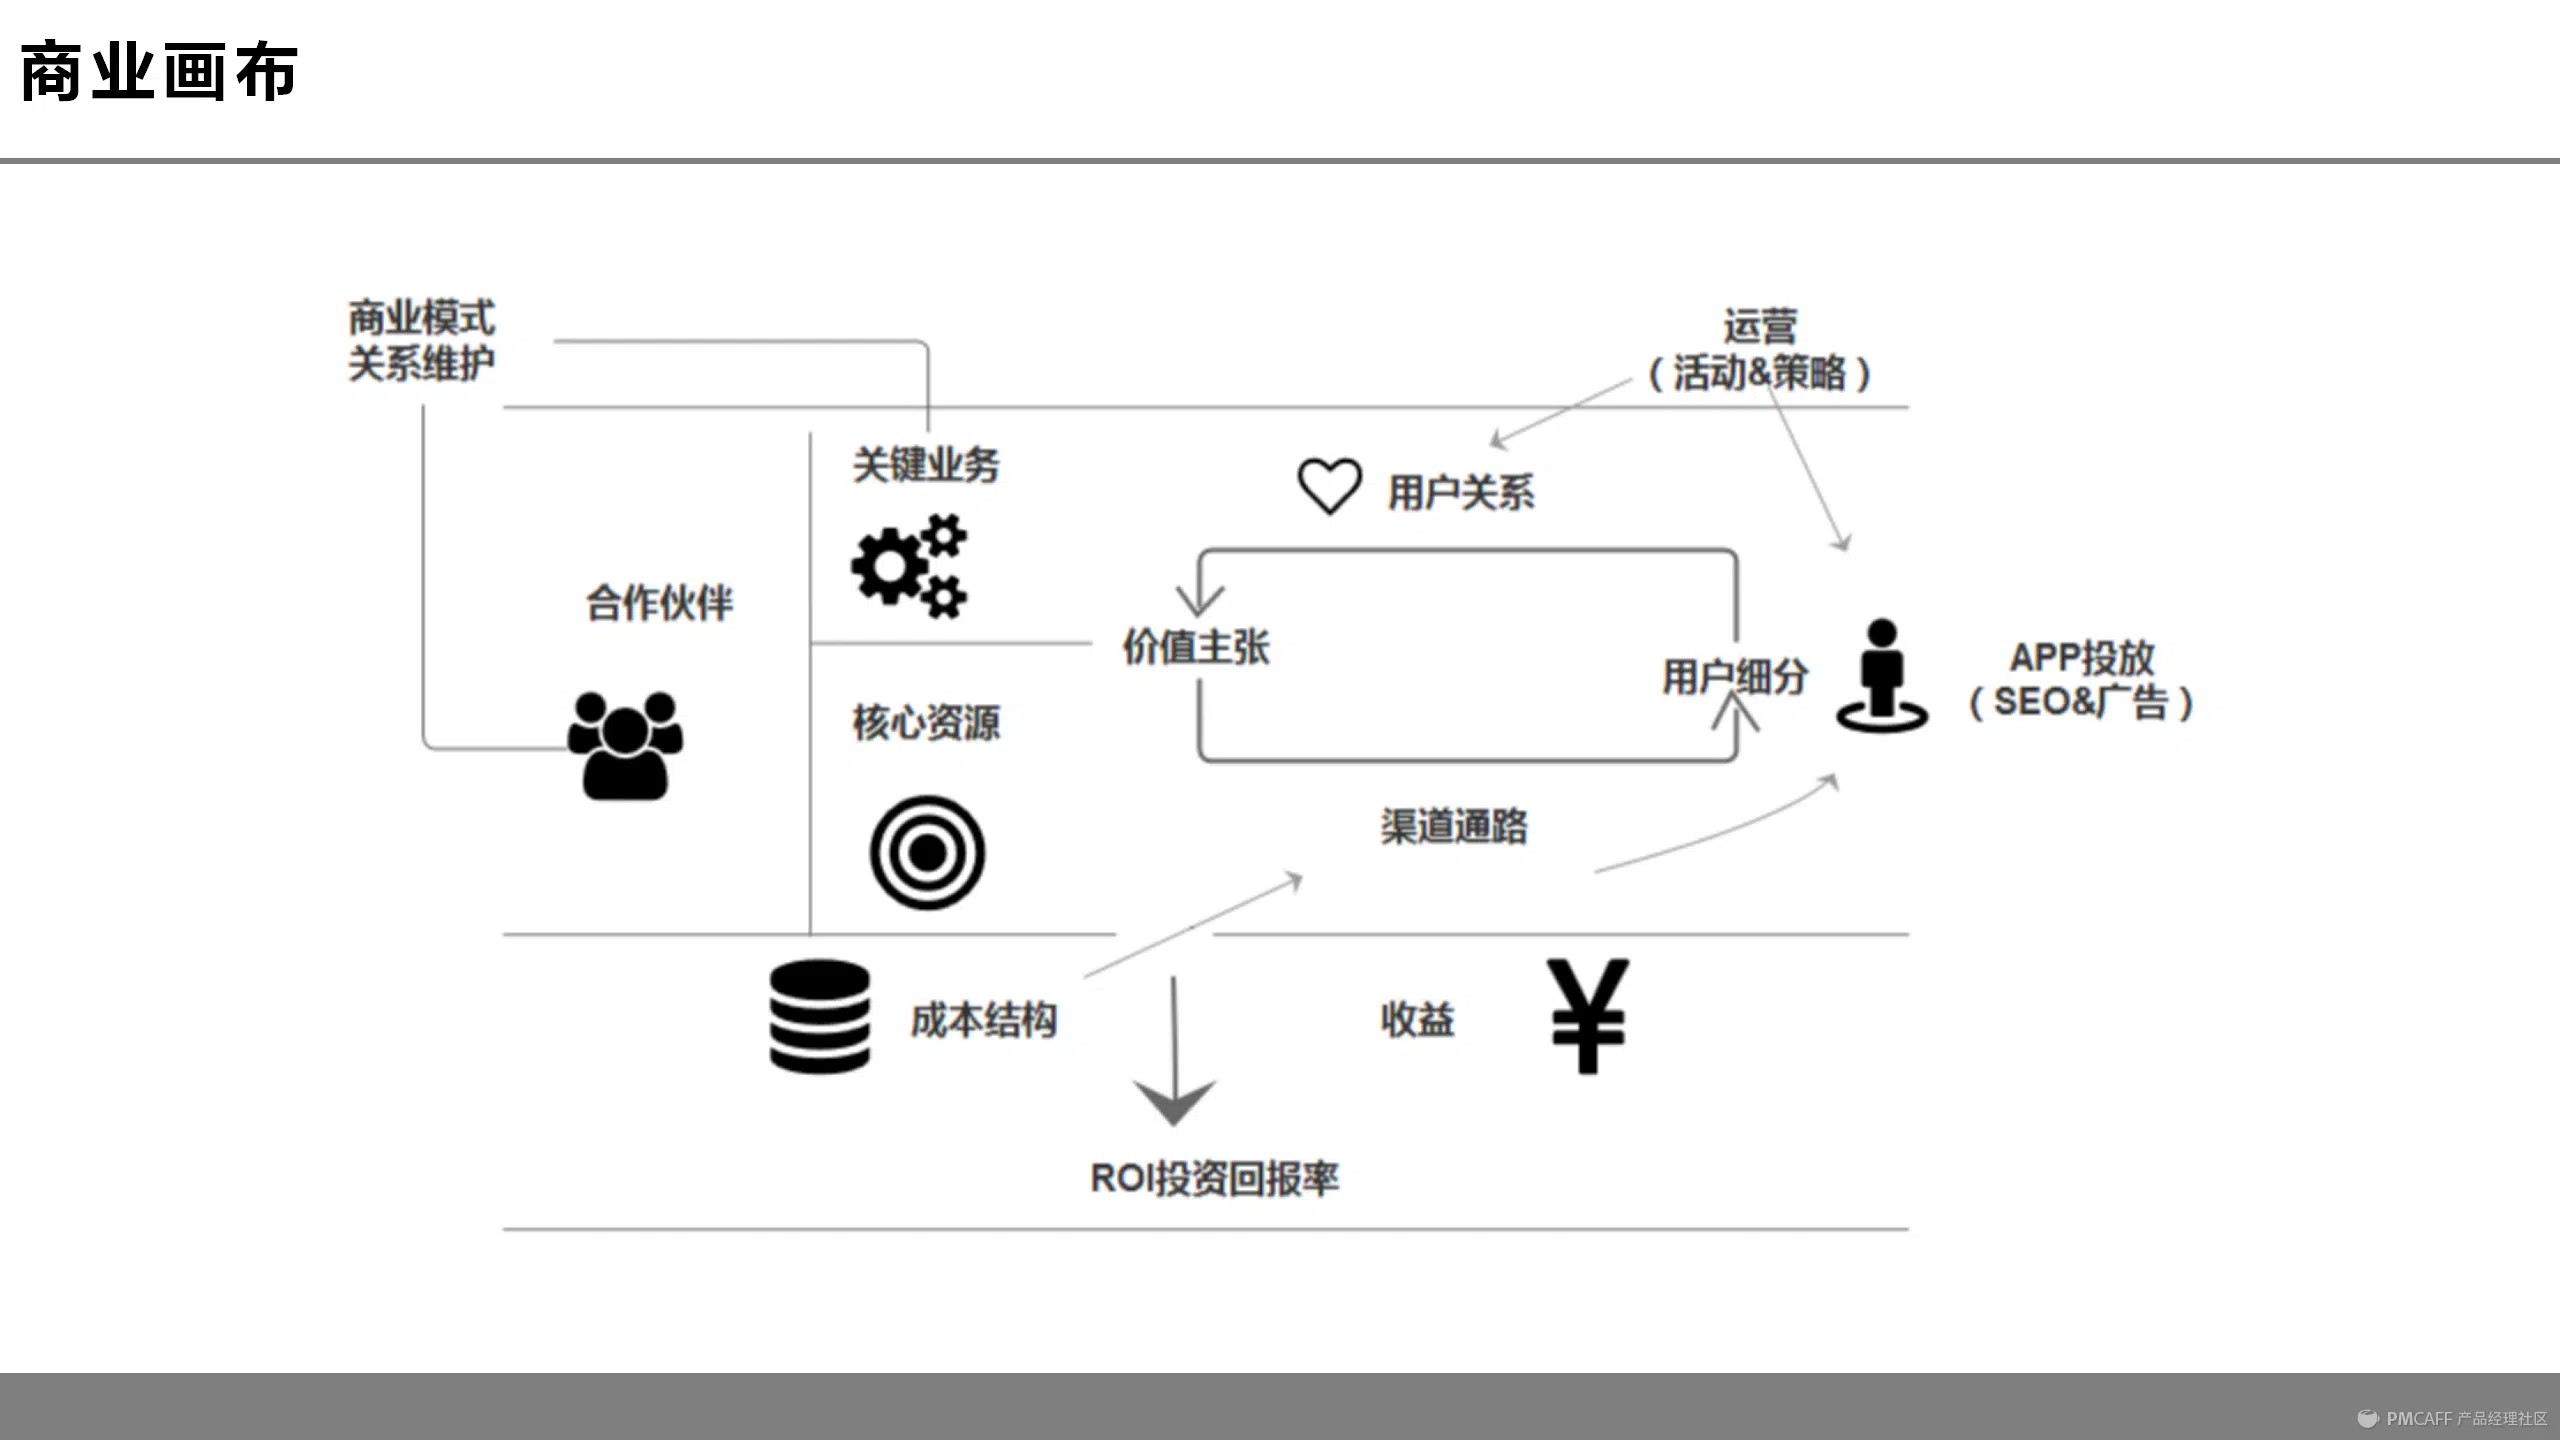 商业画布
商业模式
关系维护
运营
（活动&策略）
关键业务
用户关系
合作伙伴
价值主张
用户细分
APP投放
（SEO&广告）
核心资源
渠道通路
成本结构
收益
¥
ROI投资回报率
PMCAFF 产品经理社区